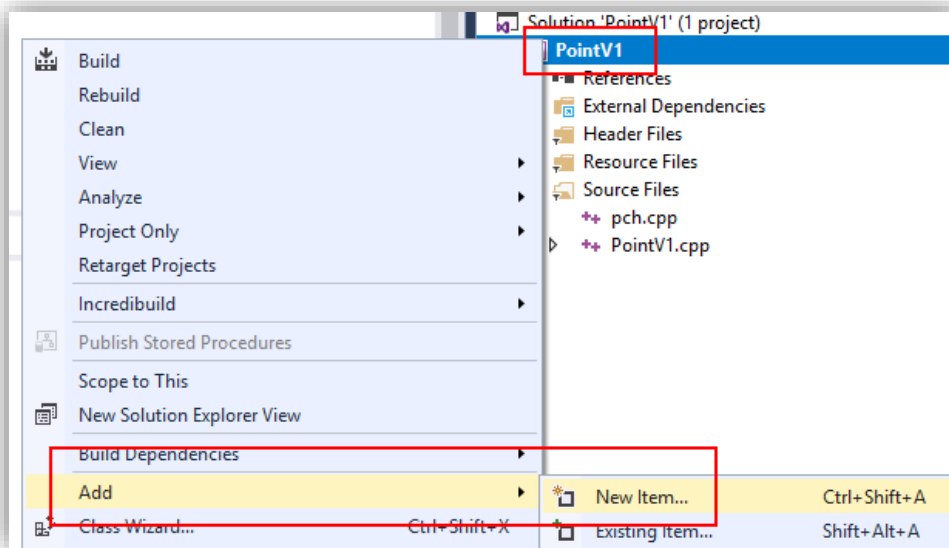 Solution 'PointV1' (1 project)
PointV1
References
External Dependencies
Header Files
Resource Files
Source Files
pch.cpp
PointV1.cpp
Build
Rebuild
Clean
View
Analyze
Project Only
Retarget Projects
Incredibuild
Publish Stored Procedures
Scope to This
New Solution Explorer View
Build Dependencies
Add
Class Wizard... Ctrl+Shift+X
New Item... Ctrl+Shift+A
Existing Item... Shift+Alt+A